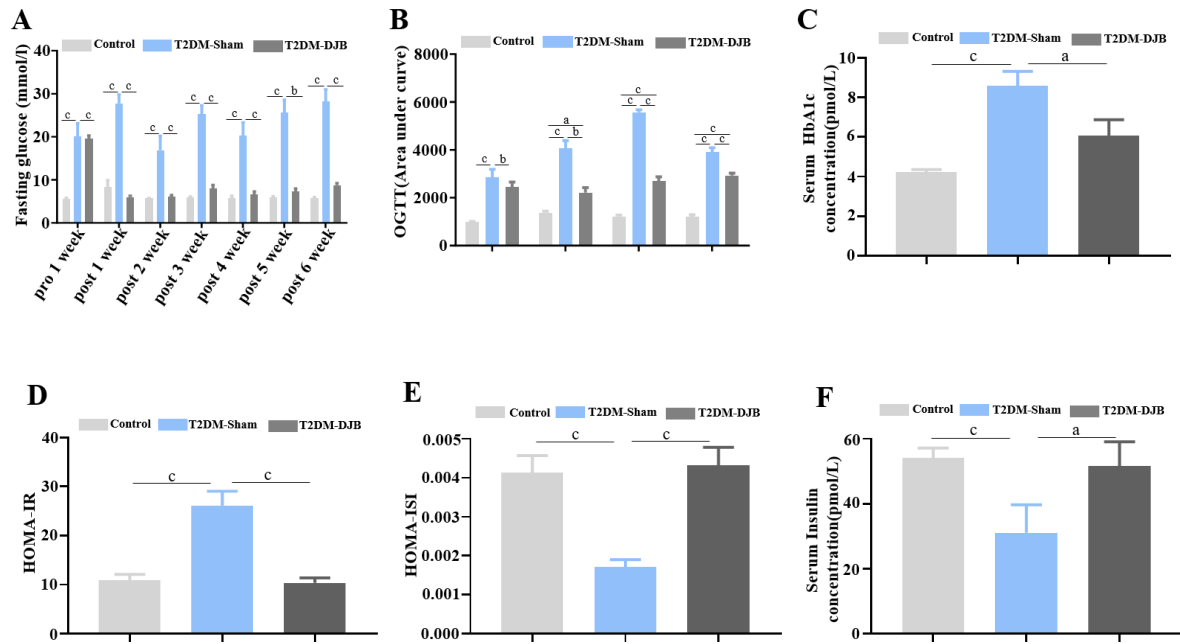 A
Control T2DM-Sham T2DM-DJB
Fasting glucose (mmol/l)
40
30
20
10
0
c c c c c c c c c c c b c c
pro 1 week post 1 week post 2 week post 3 week post 4 week post 5 week post 6 week
B
Control T2DM-Sham T2DM-DJB
OGTT(Area under curve)
8000
6000
4000
2000
0
c b
a
c b
c
c c
c
c c
C
Control T2DM-Sham T2DM-DJB
Serum HbA1c
concentration(pmol/L)
10
8
6
4
2
0
c a
D
Control T2DM-Sham T2DM-DJB
HOMA-IR
40
30
20
10
0
c c
E
Control T2DM-Sham T2DM-DJB
HOMA-ISI
0.005
0.004
0.003
0.002
0.001
0.000
c c
F
Control T2DM-Sham T2DM-DJB
Serum Insulin
concentration(pmol/L)
60
40
20
0
c a